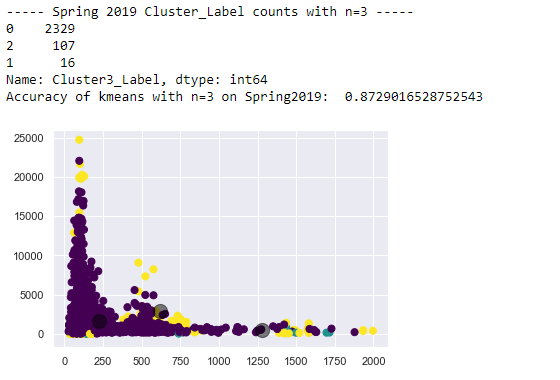 ----- Spring 2019 Cluster_Label counts with n=3 -----
0    2329
2     107
1      16
Name: Cluster3_Label, dtype: int64
Accuracy of kmeans with n=3 on Spring2019:  0.8729016528752543
25000
20000
15000
10000
5000
0
0 250 500 750 1000 1250 1500 1750 2000